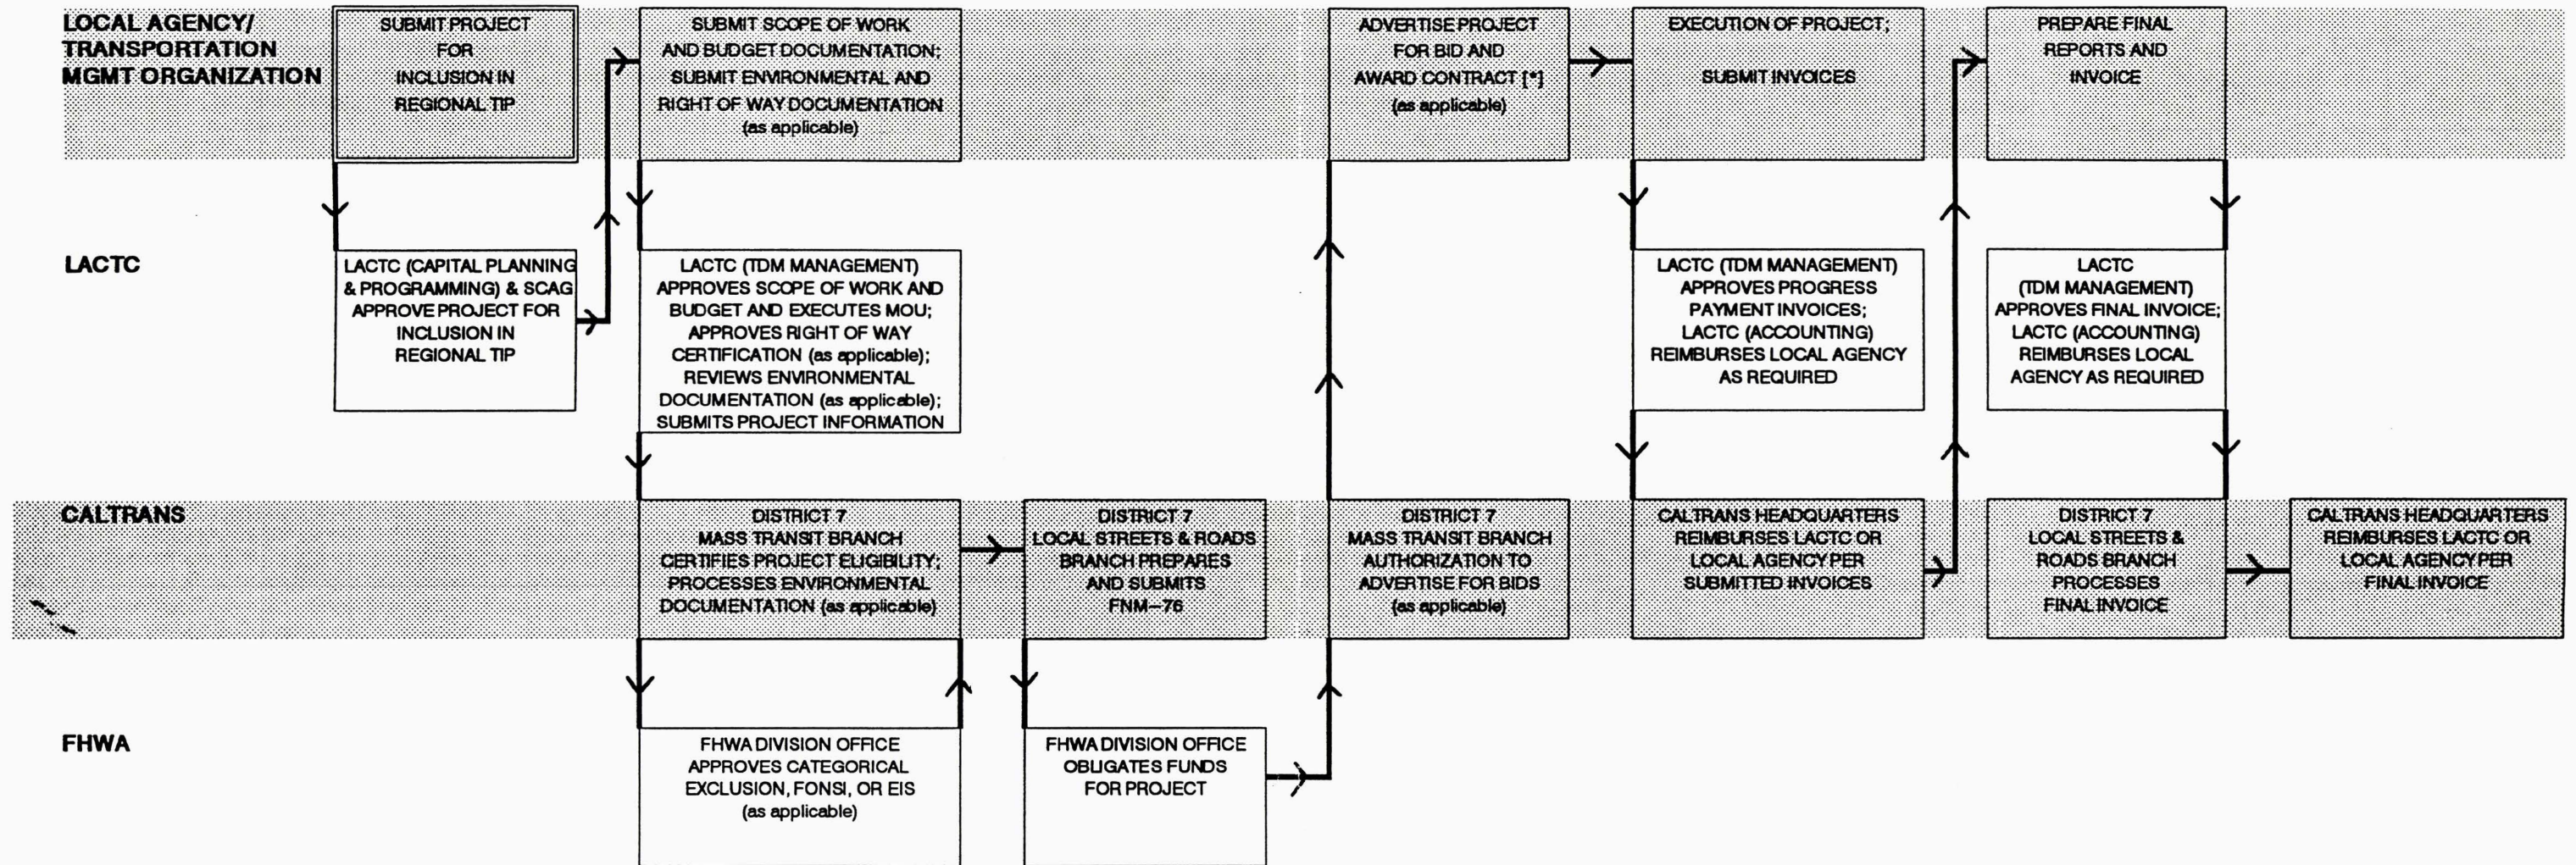 LOCAL AGENCY/
TRANSPORTATION
MGMT ORGANIZATION
SUBMIT PROJECT
FOR
INCLUSION IN
REGIONAL TIP
SUBMIT SCOPE OF WORK
AND BUDGET DOCUMENTATION;
SUBMIT ENVIRONMENTAL AND
RIGHT OF WAY DOCUMENTATION
(as applicable)
ADVERTISE PROJECT
FOR BID AND
AWARD CONTRACT [*]
(as applicable)
EXECUTION OF PROJECT;
SUBMIT INVOICES
PREPARE FINAL
REPORTS AND
INVOICE
LACTC
LACTC (CAPITAL PLANNING
& PROGRAMMING) & SCAG
APPROVE PROJECT FOR
INCLUSION IN
REGIONAL TIP
LACTC (TDM MANAGEMENT)
APPROVES SCOPE OF WORK AND
BUDGET AND EXECUTES MOU;
APPROVES RIGHT OF WAY
CERTIFICATION (as applicable);
REVIEWS ENVIRONMENTAL
DOCUMENTATION (as applicable);
SUBMITS PROJECT INFORMATION
LACTC (TDM MANAGEMENT)
APPROVES PROGRESS
PAYMENT INVOICES;
LACTC (ACCOUNTING)
REIMBURSES LOCAL AGENCY
AS REQUIRED
LACTC
(TDM MANAGEMENT)
APPROVES FINAL INVOICE;
LACTC (ACCOUNTING)
REIMBURSES LOCAL
AGENCY AS REQUIRED
CALTRANS
DISTRICT 7
MASS TRANSIT BRANCH
CERTIFIES PROJECT ELIGIBILITY;
PROCESSES ENVIRONMENTAL
DOCUMENTATION (as applicable)
DISTRICT 7
LOCAL STREETS & ROADS
BRANCH PREPARES
AND SUBMITS
FNM-76
DISTRICT 7
MASS TRANSIT BRANCH
AUTHORIZATION TO
ADVERTISE FOR BIDS
(as applicable)
CALTRANS HEADQUARTERS
REIMBURSES LACTC OR
LOCAL AGENCY PER
SUBMITTED INVOICES
DISTRICT 7
LOCAL STREETS &
ROADS BRANCH
PROCESSES
FINAL INVOICE
CALTRANS HEADQUARTERS
REIMBURSES LACTC OR
LOCAL AGENCY PER
FINAL INVOICE
FHWA
FHWA DIVISION OFFICE
APPROVES CATEGORICAL
EXCLUSION, FONSI, OR EIS
(as applicable)
FHWA DIVISION OFFICE
OBLIGATES FUNDS
FOR PROJECT